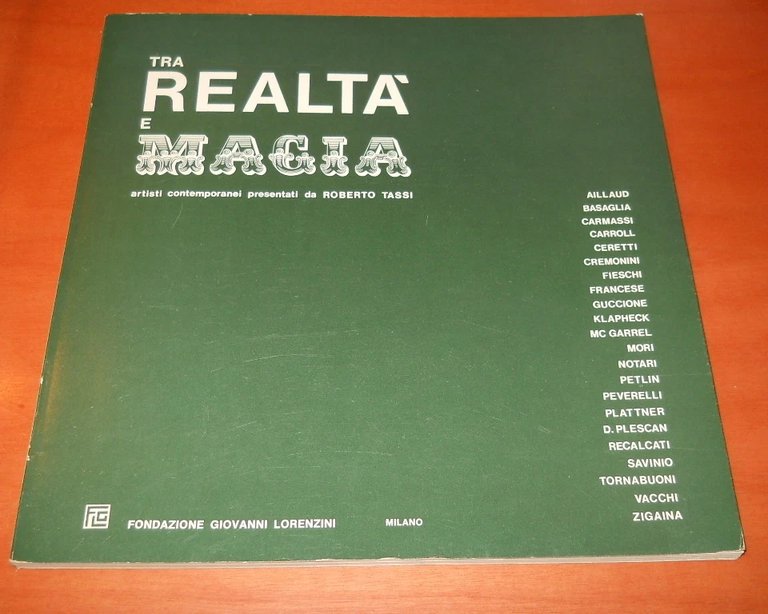 TRA
REALTÀ
E
MAGIA
artisti contemporanei presentati da ROBERTO TASSI
AILLAUD
BASAGLIA
CARMASSI
CARROLL
CERETTI
CREMONINI
FIESCHI
FRANCESE
GUCCIONE
KLAPHECK
MC GARREL
MORI
NOTARI
PETLIN
PEVERELLI
PLATTNER
D. PLESCAN
RECALCATI
SAVINIO
TORNABUONI
VACCHI
ZIGAINA
FLG FONDAZIONE GIOVANNI LORENZINI MILANO